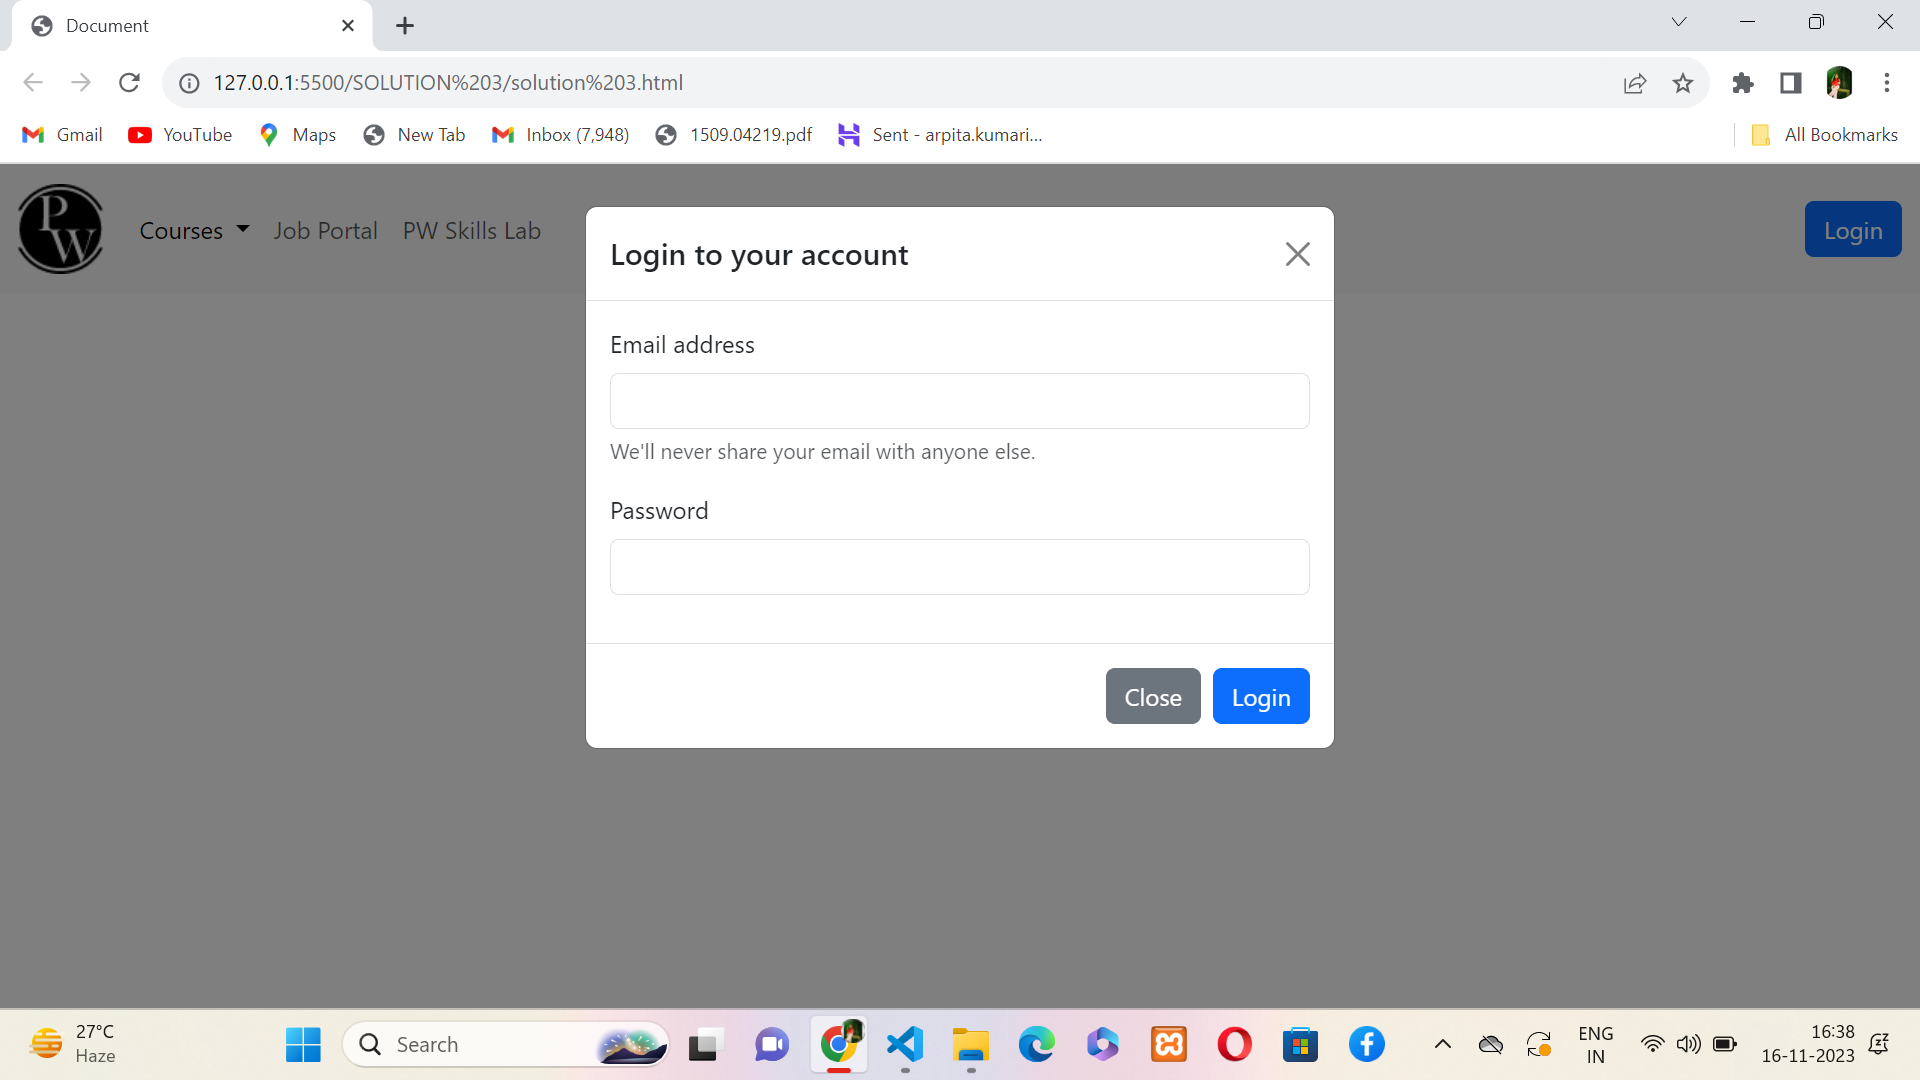 Document
127.0.0.1:5500/SOLUTION%203/solution%203.html
Gmail YouTube Maps New Tab Inbox (7,948) 1509.04219.pdf Sent - arpita.kumari... All Bookmarks
PW Courses Job Portal PW Skills Lab Login
Login to your account
Email address
We'll never share your email with anyone else.
Password
Close Login
27°C
Haze
Search
ENG
IN
16:38
16-11-2023